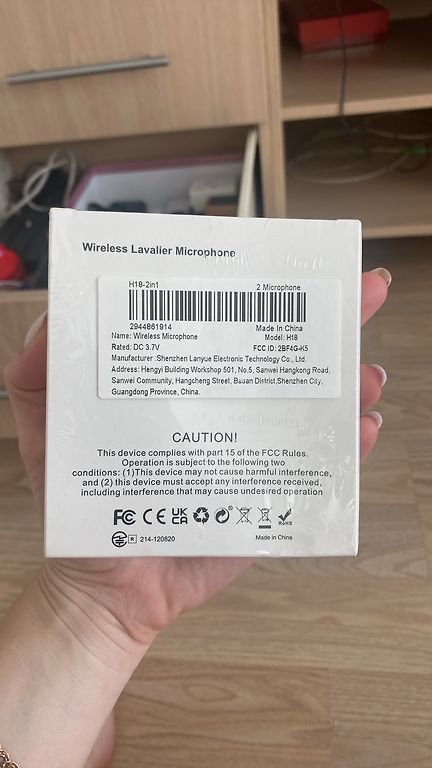 Wireless Lavalier Microphone
H18-2in1 2 Microphone
2944861914 Made In China
Name: Wireless Microphone Model: H18
Rated: DC 3.7V FCC ID: 2BF4G-K5
Manufacturer :Shenzhen Lanyue Electronic Technology Co., Ltd.
Address: Hengyi Building Workshop 501, No.5, Sanwei Hangkong Road,
Sanwei Community, Hangcheng Street, Baoan District,Shenzhen City,
Guangdong Province, China.
CAUTION!
This device complies with part 15 of the FCC Rules.
Operation is subject to the following two
conditions: (1)This device may not cause harmful interference,
and (2) this device must accept any interference received,
including interference that may cause undesired operation
FC CE UK CA RoHS
R 214-120820 Made in China